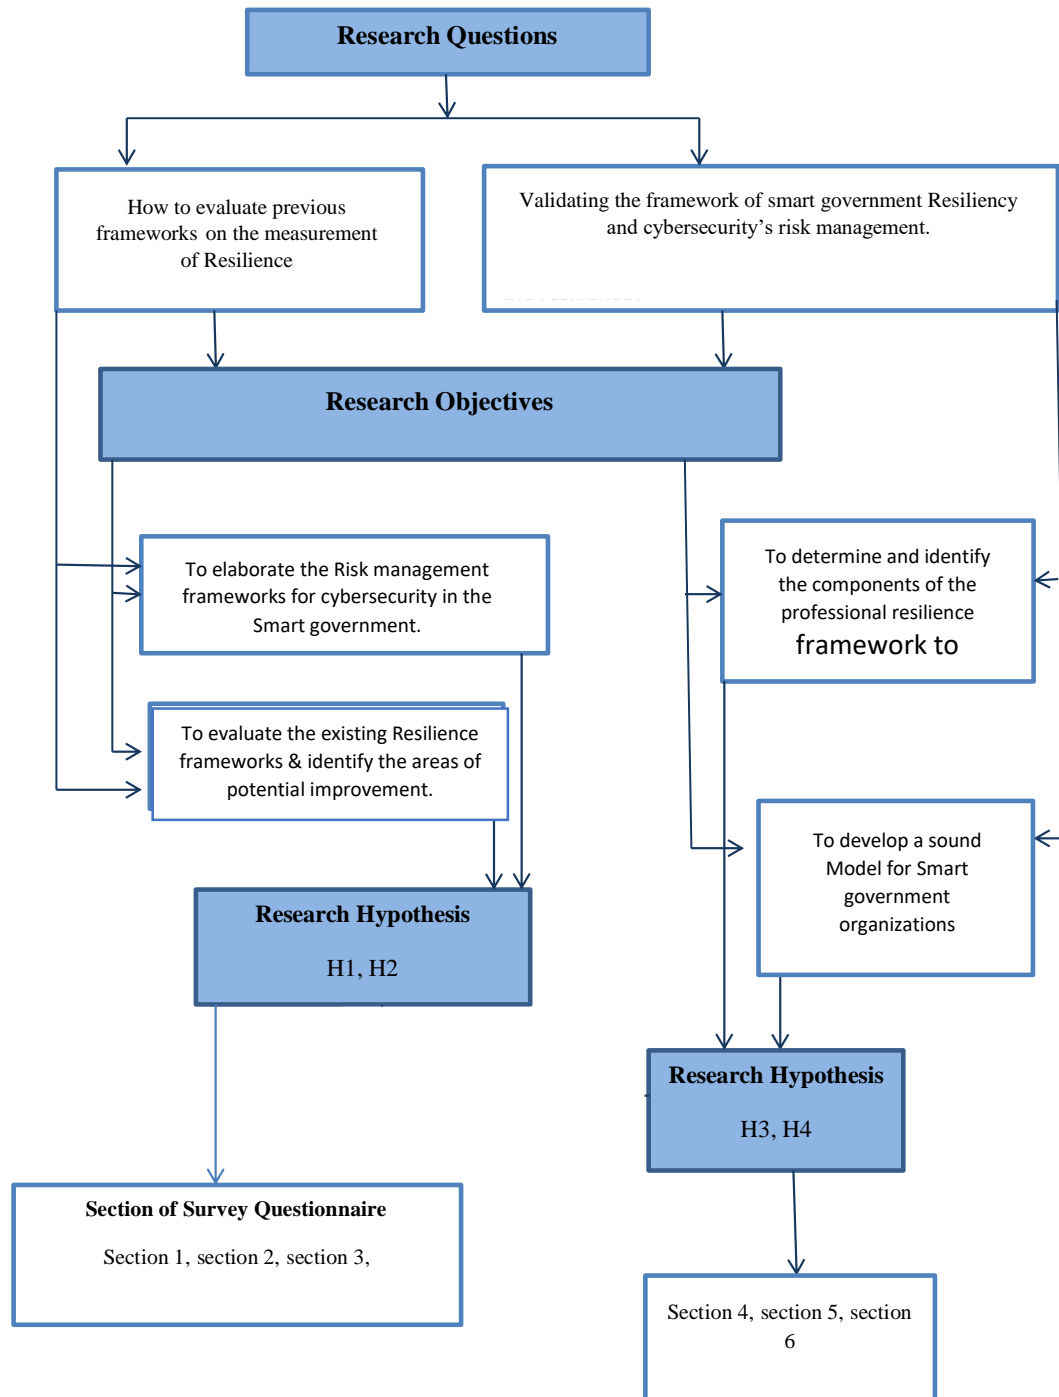 Research Questions
How to evaluate previous
frameworks on the measurement
of Resilience
Validating the framework of smart government Resiliency
and cybersecurity’s risk management.
Research Objectives
To elaborate the Risk management
frameworks for cybersecurity in the
Smart government.
To determine and identify
the components of the
professional resilience
framework to
To evaluate the existing Resilience
frameworks & identify the areas of
potential improvement.
To develop a sound
Model for Smart
government
organizations
Research Hypothesis
H1, H2
Research Hypothesis
H3, H4
Section of Survey Questionnaire
Section 1, section 2, section 3,
Section 4, section 5, section
6